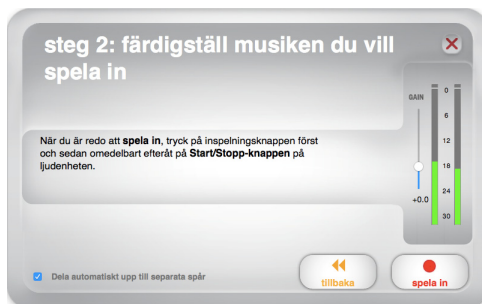 steg 2: färdigställ musiken du vill
spela in
GAIN
0
6
12
18
24
30
+0.0
När du är redo att spela in, tryck på inspelningsknappen först
och sedan omedelbart efteråt på Start/Stopp-knappen på
ljudenheten.
Dela automatiskt upp till separata spår
tillbaka
spela in